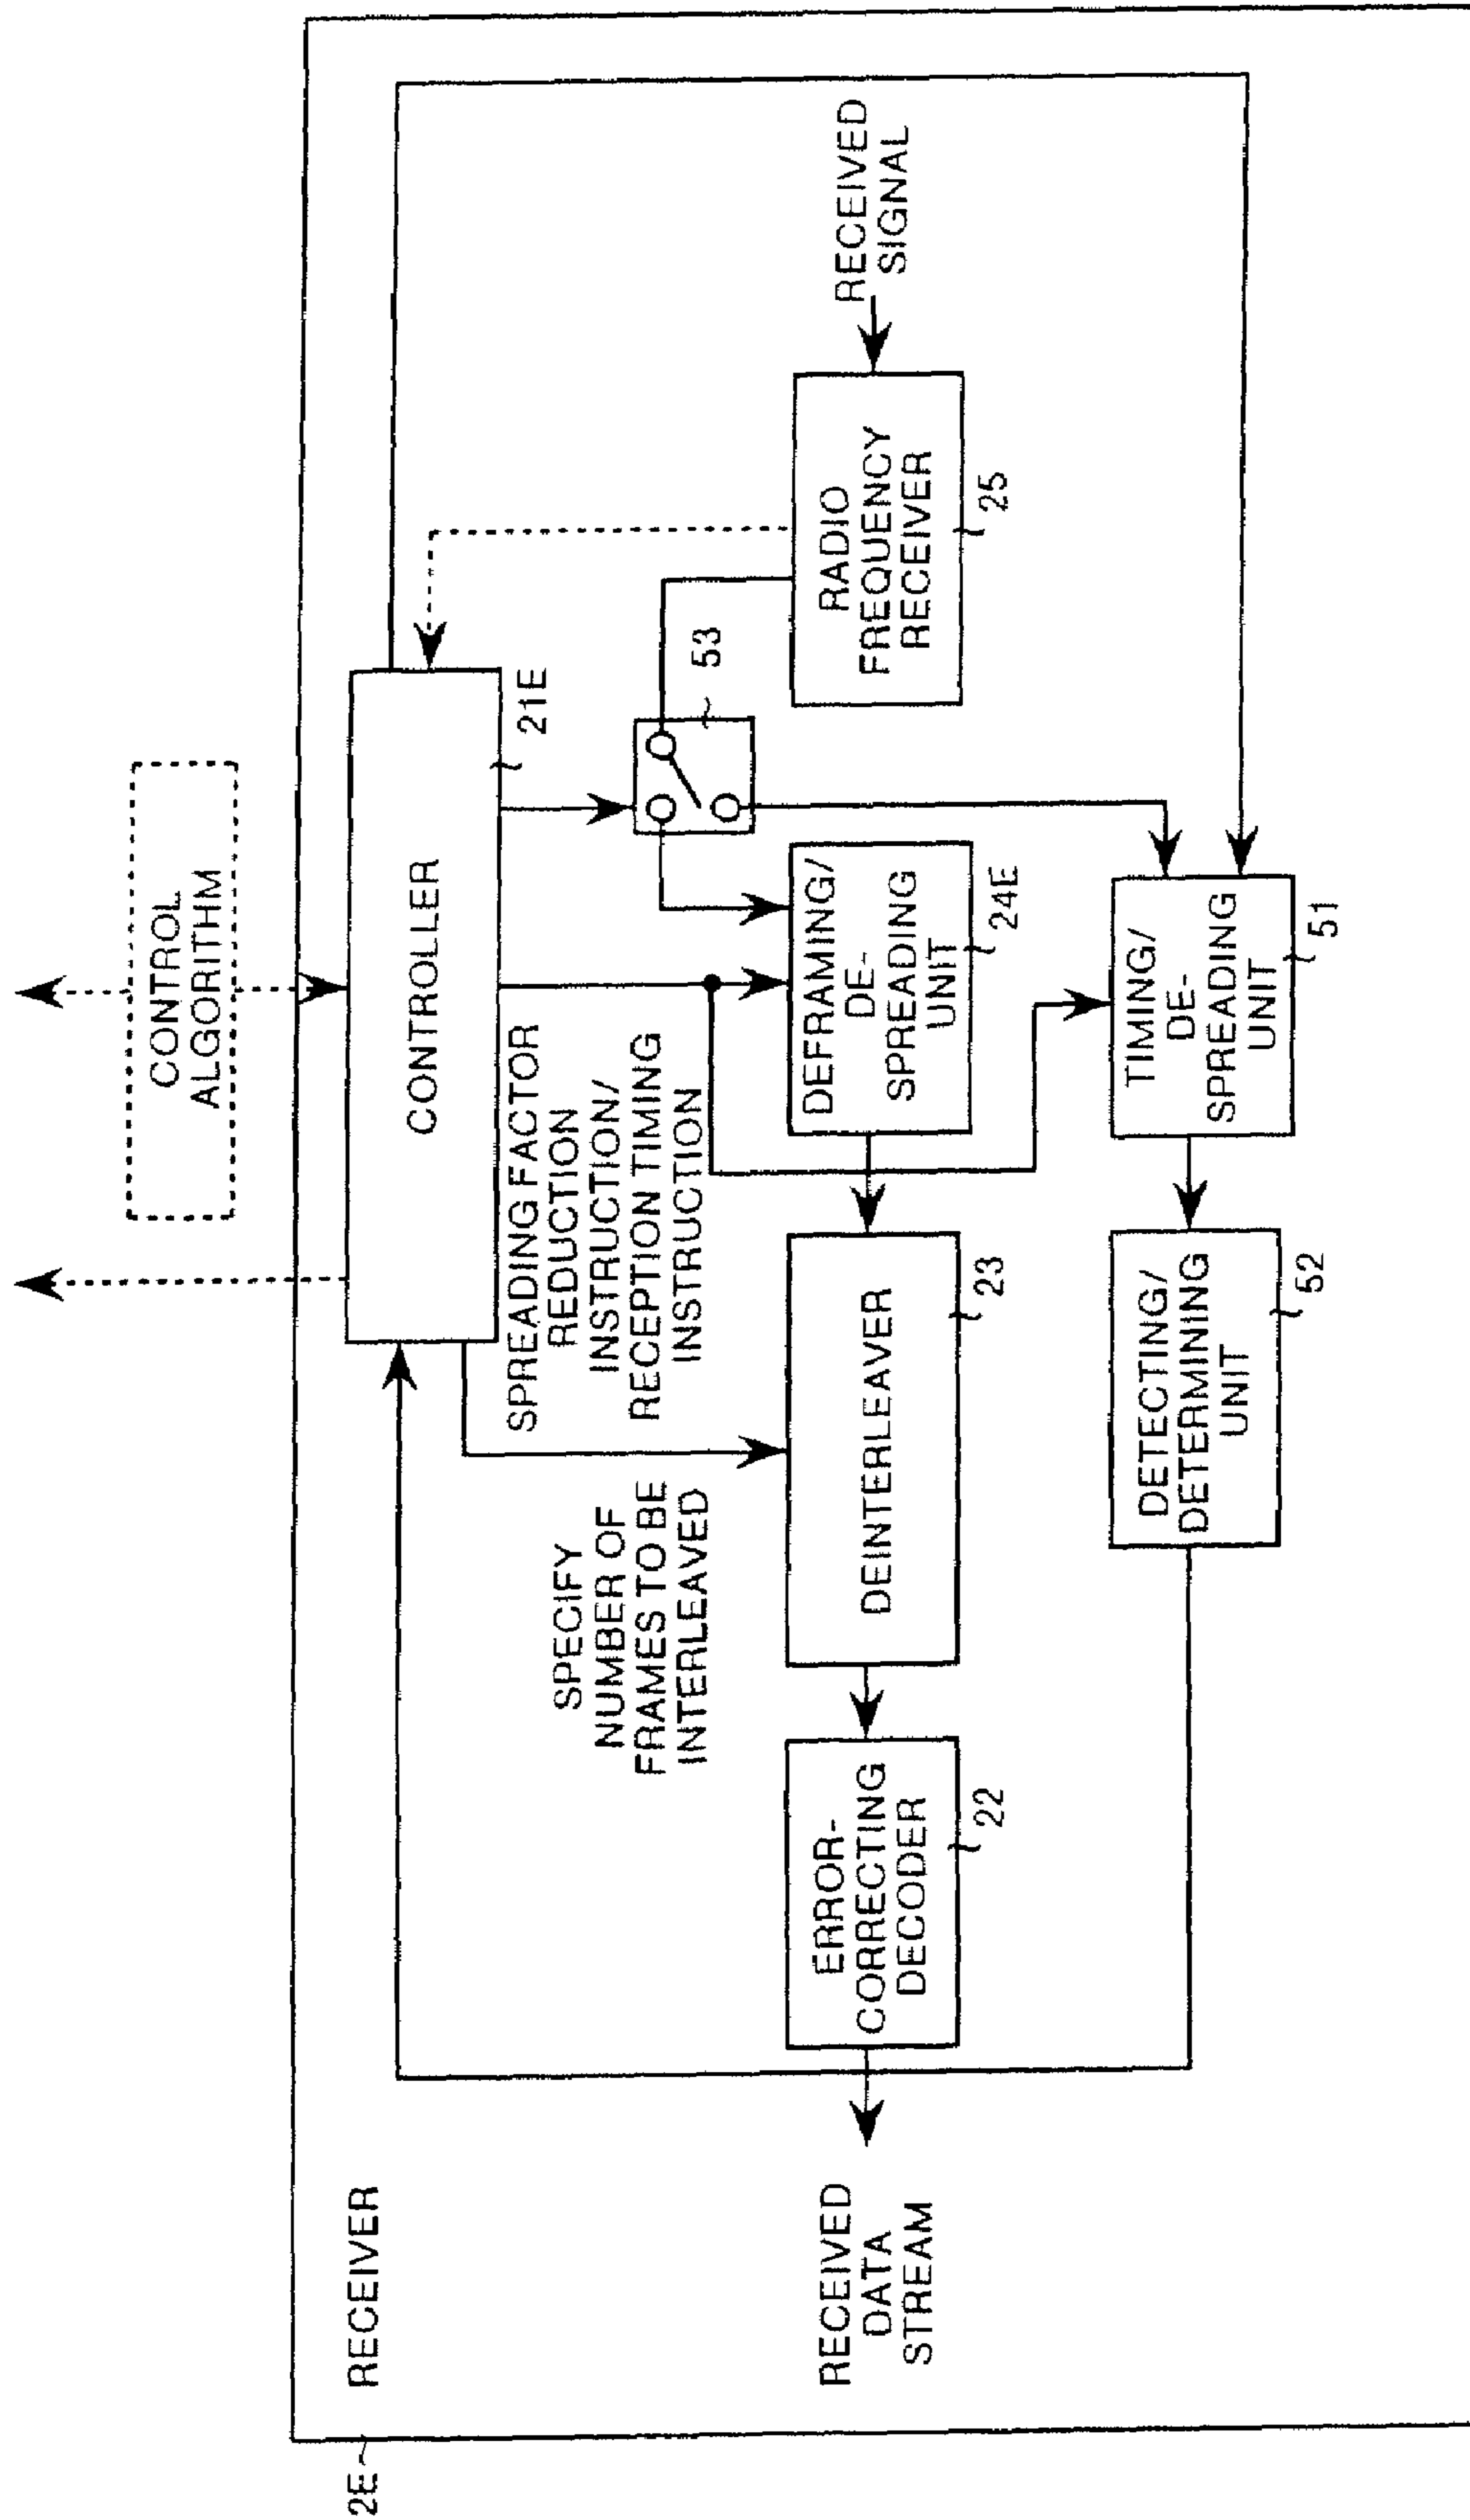 CONTROL
ALGORITHM
2E
RECEIVER
CONTROLLER
21E
SPECIFY
NUMBER OF
FRAMES TO BE
INTERLEAVED
SPREADING FACTOR
REDUCTION
INSTRUCTION/
RECEPTION TIMING
INSTRUCTION
53
RECEIVED
DATA
STREAM
ERROR-
CORRECTING
DECODER
22
DEINTERLEAVER
23
DEFRAMING/
DE-
SPREADING
UNIT
24E
RADIO
FREQUENCY
RECEIVER
25
RECEIVED
SIGNAL
DETECTING/
DETERMINING
UNIT
52
TIMING/
DE-
SPREADING
UNIT
51